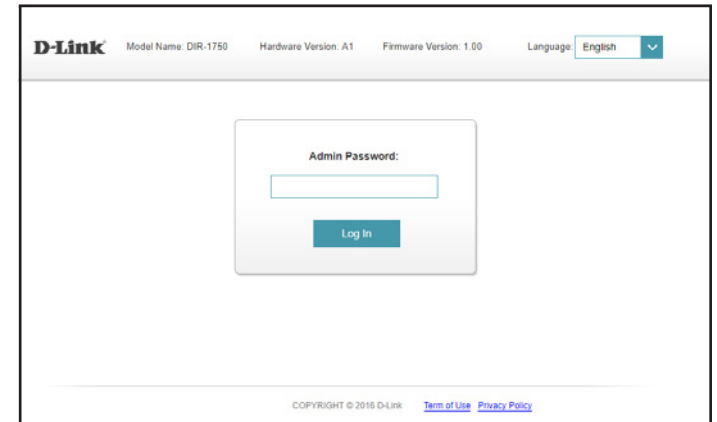 D-Link Model Name: DIR-1750 Hardware Version: A1 Firmware Version: 1.00 Language: English
Admin Password:
Log In
COPYRIGHT © 2016 D-Link Term of Use Privacy Policy